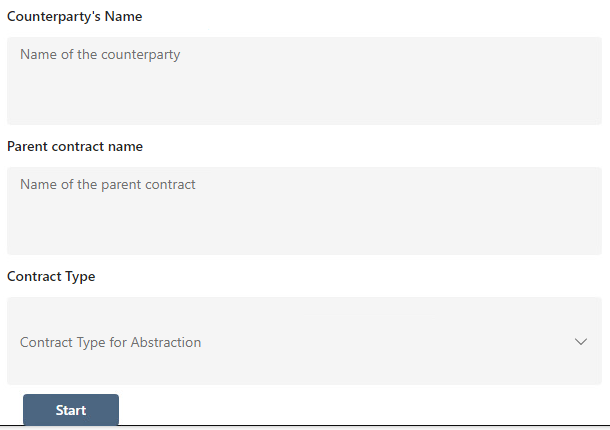 Counterparty's Name
Name of the counterparty
Parent contract name
Name of the parent contract
Contract Type
Contract Type for Abstraction
Start